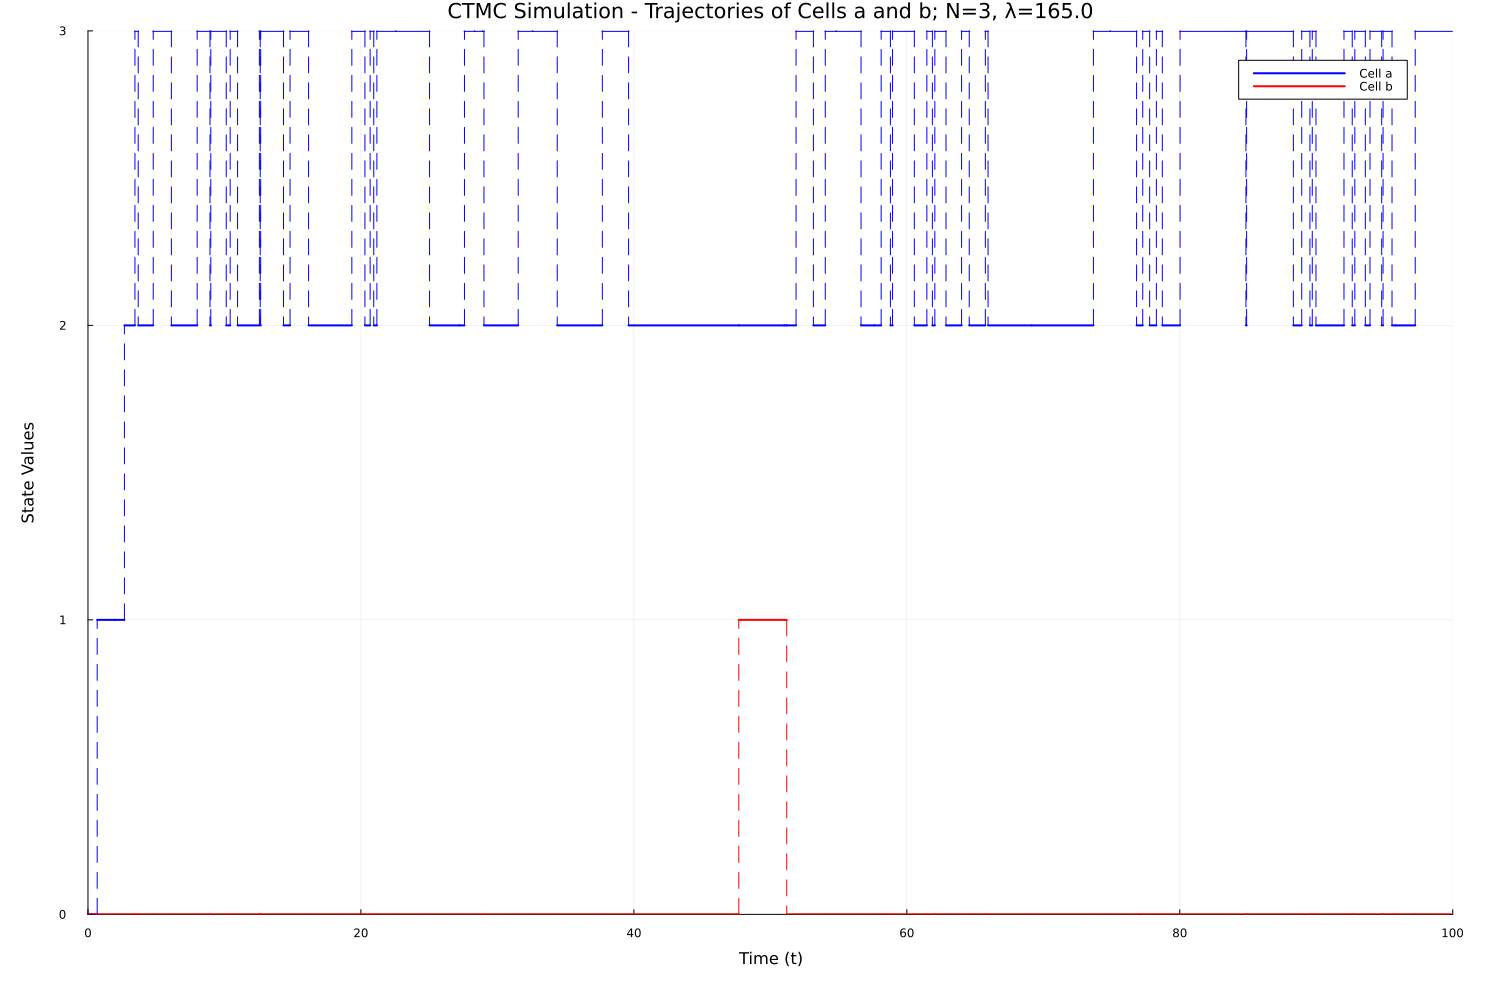 CTMC Simulation - Trajectories of Cells a and b; N=3, λ=165.0
3
Cell a
Cell b
2
State Values
1
0
0 20 40 60 80 100
Time (t)